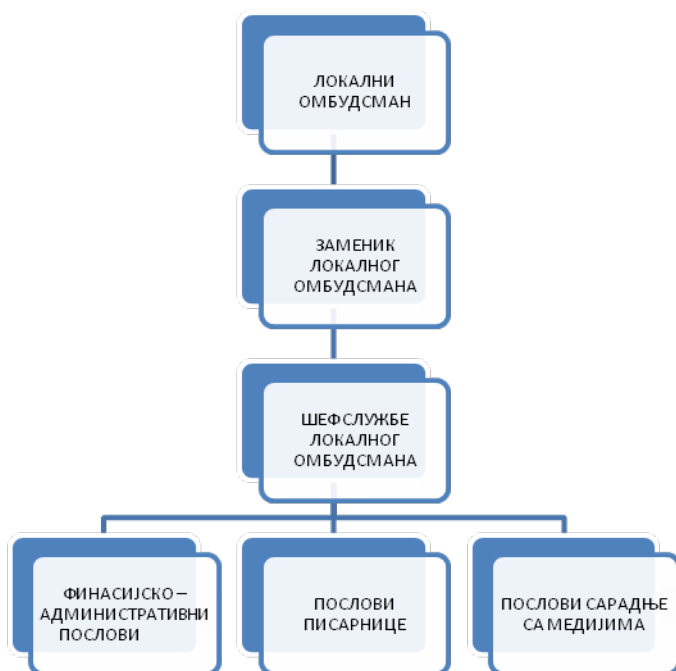 ЛОКАЛНИ
ОМБУДСМАН
ЗАМЕНИК
ЛОКАЛНОГ
ОМБУДСМАНА
ШЕФСЛУЖБЕ
ЛОКАЛНОГ
ОМБУДСМАНА
ФИНАСИЈСКО –
АДМИНИСТРАТИВНИ
ПОСЛОВИ
ПОСЛОВИ
ПИСАРНИЦЕ
ПОСЛОВИ САРАДЊЕ
СА МЕДИЈИМА